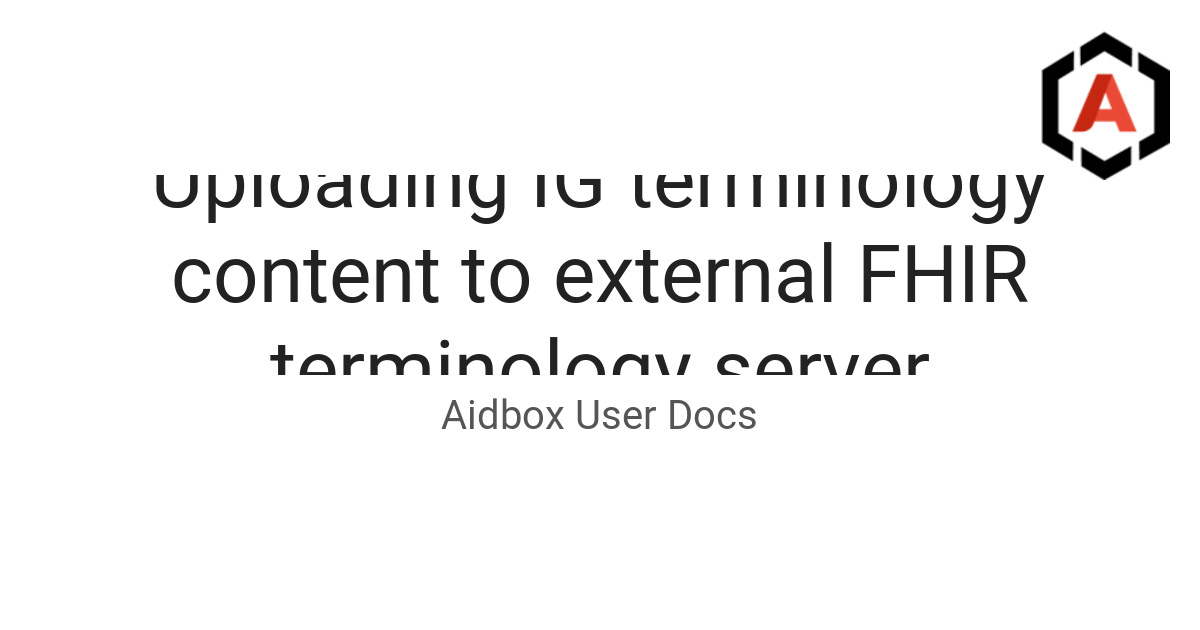 Uploading IG terminology
content to external FHIR
terminology server
Aidbox User Docs